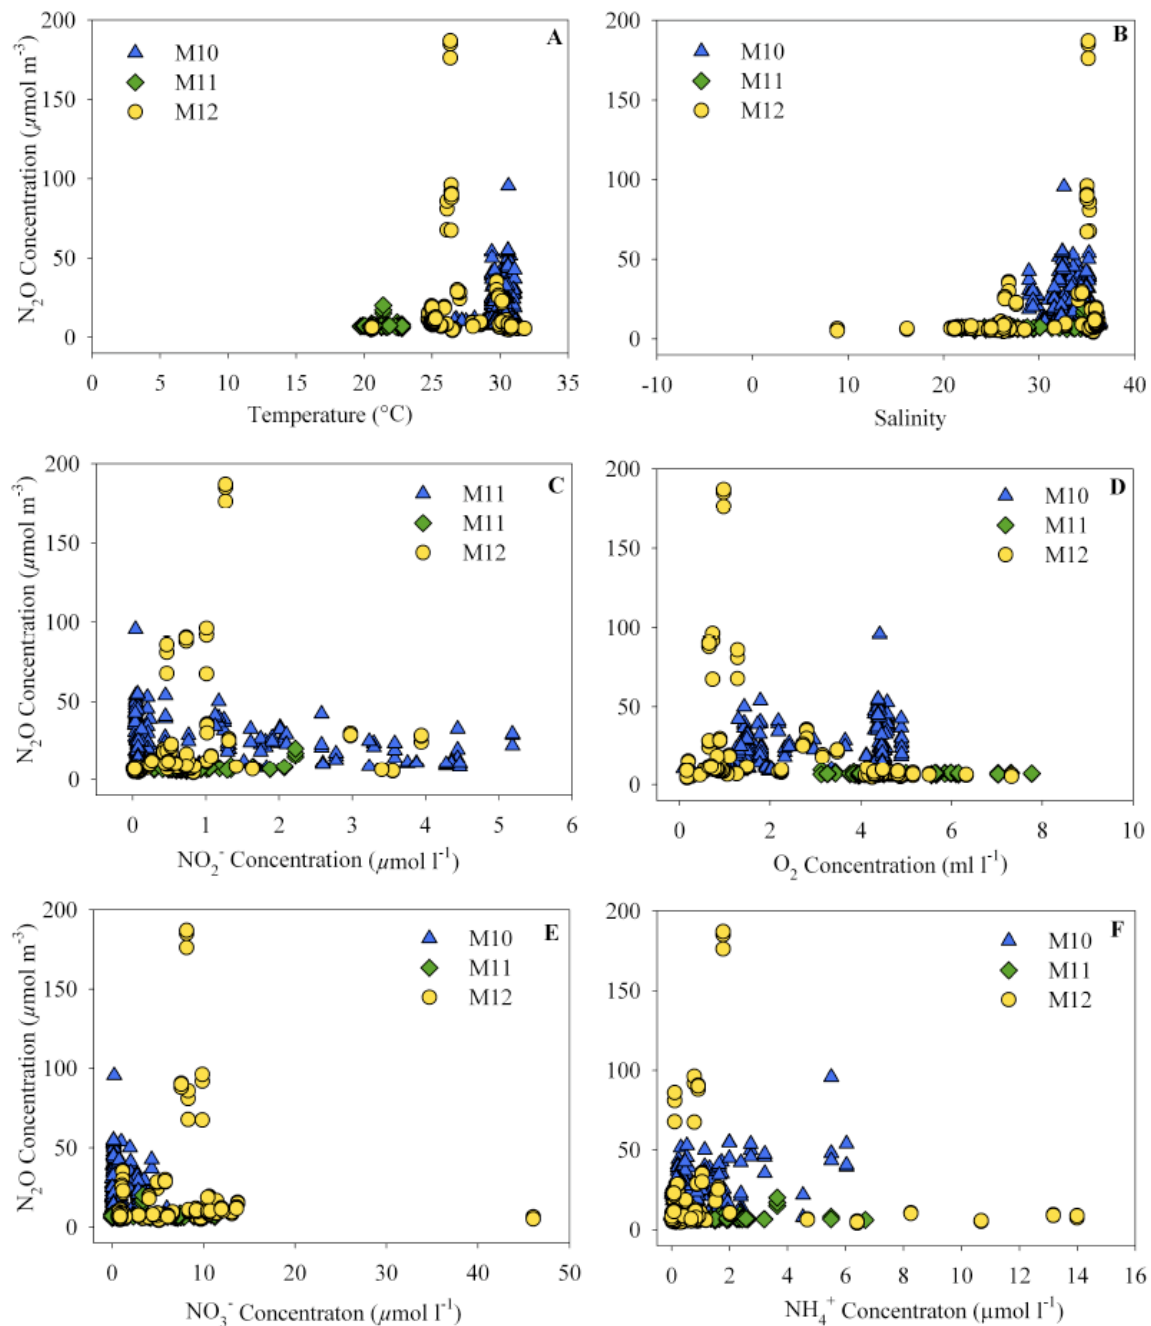 A
M10
M11
M12
N₂O Concentration (µmol m⁻³)
200
150
100
50
0
0 5 10 15 20 25 30 35
Temperature (°C)
B
M10
M11
M12
200
150
100
50
0
-10 0 10 20 30 40
Salinity
C
M11
M11
M12
N₂O Concentration (µmol m⁻³)
200
150
100
50
0
0 1 2 3 4 5 6
NO₂⁻ Concentration (µmol l⁻¹)
D
M10
M11
M12
200
150
100
50
0
0 2 4 6 8 10
O₂ Concentration (ml l⁻¹)
E
M10
M11
M12
N₂O Concentration (µmol m⁻³)
200
150
100
50
0
0 10 20 30 40 50
NO₃⁻ Concentraton (µmol l⁻¹)
F
M10
M11
M12
200
150
100
50
0
0 2 4 6 8 10 12 14 16
NH₄⁺ Concentraton (µmol l⁻¹)